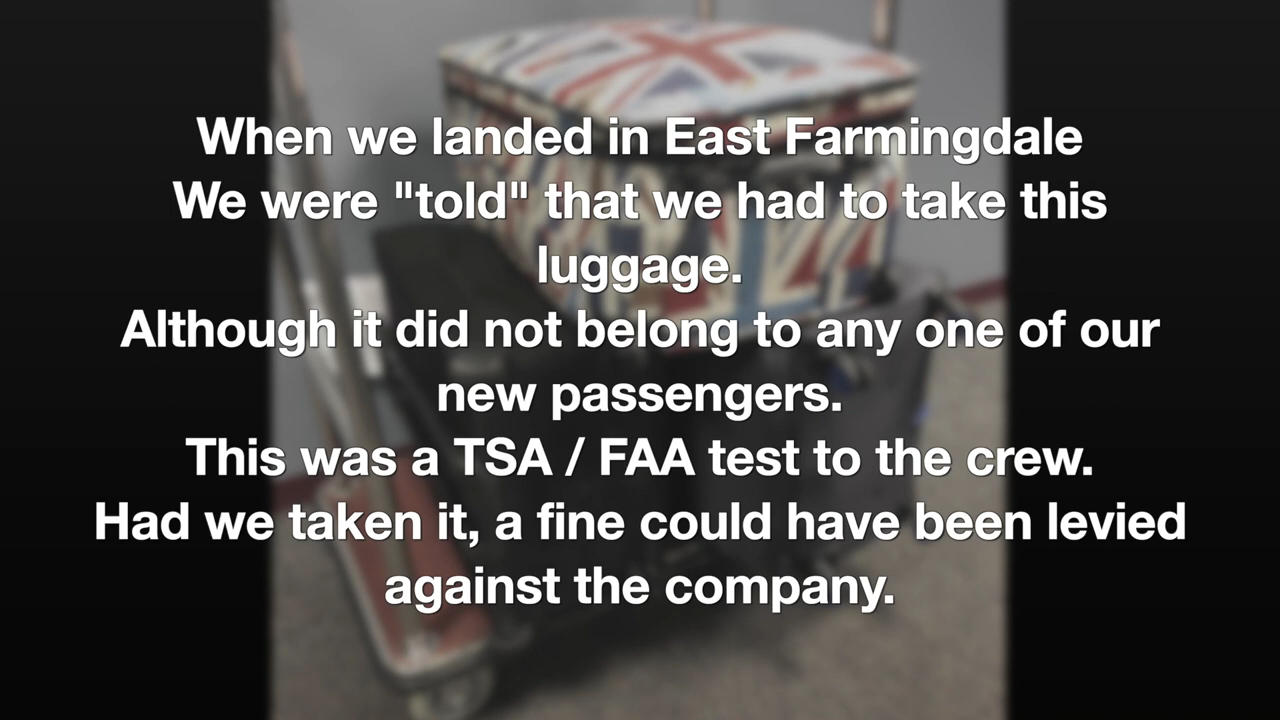 When we landed in East Farmingdale
We were "told" that we had to take this
luggage.
Although it did not belong to any one of our
new passengers.
This was a TSA / FAA test to the crew.
Had we taken it, a fine could have been levied
against the company.